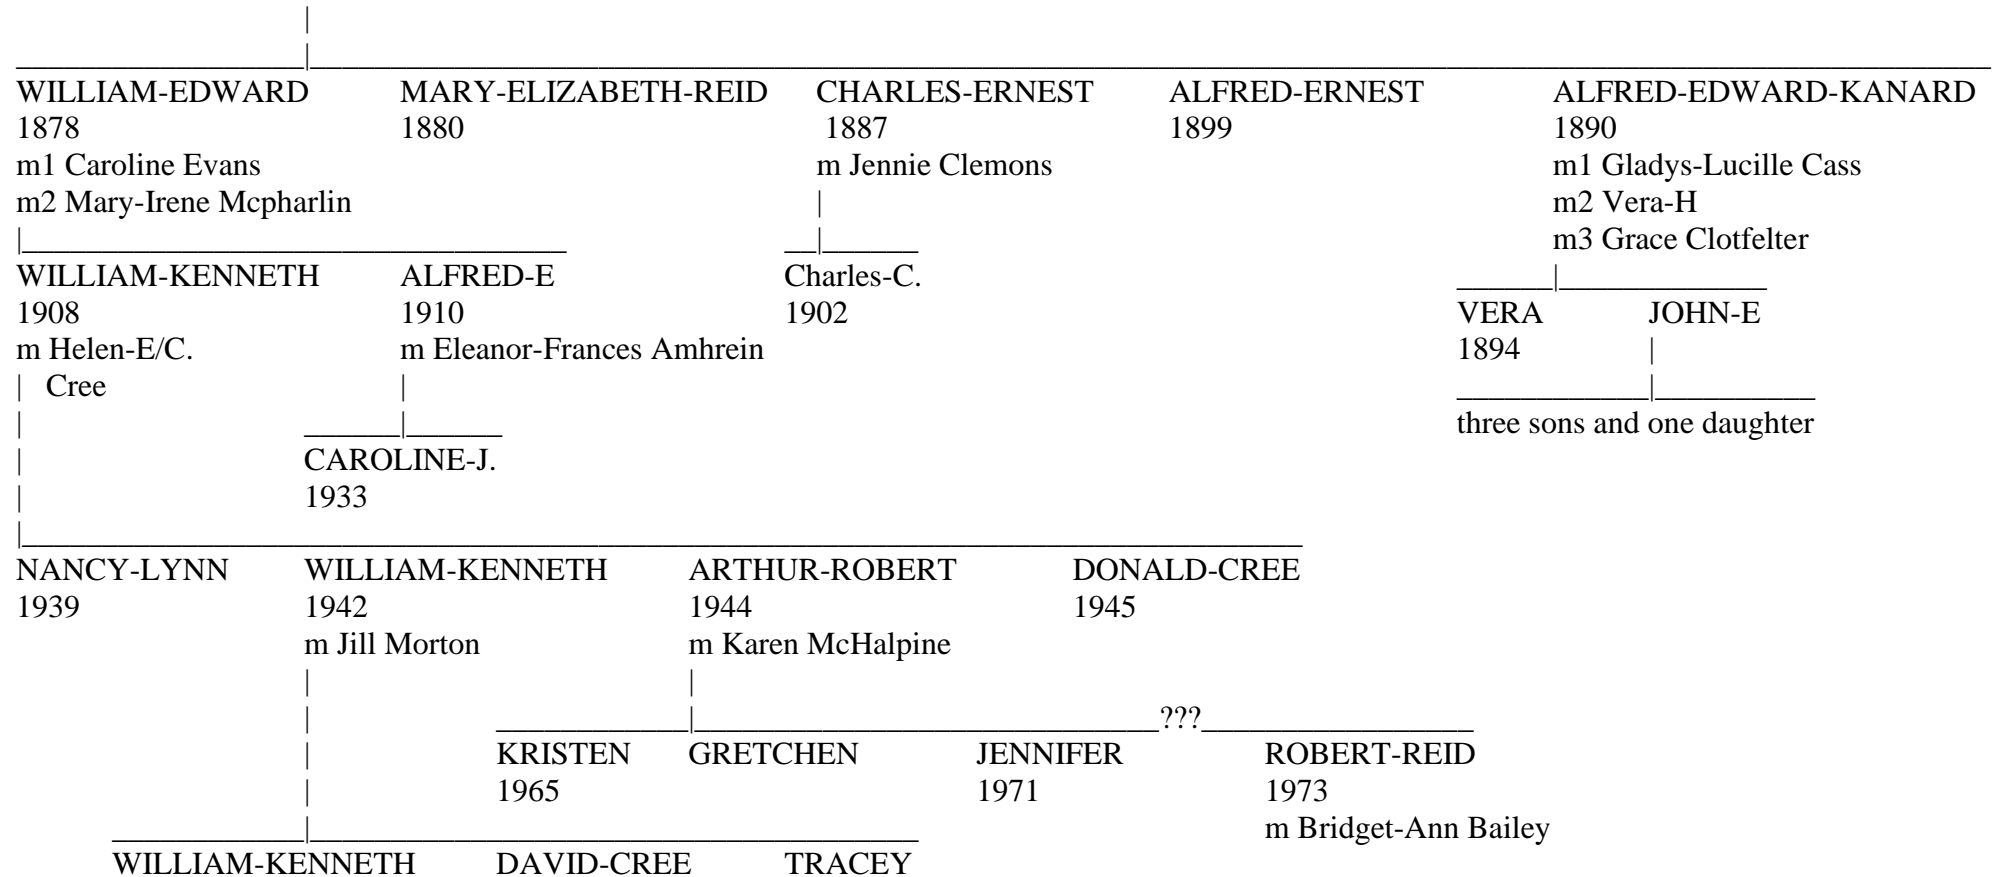 WILLIAM-EDWARD MARY-ELIZABETH-REID CHARLES-ERNEST ALFRED-ERNEST ALFRED-EDWARD-KANARD
1878 1880 1887 1899 1890
m1 Caroline Evans m Jennie Clemons m1 Gladys-Lucille Cass
m2 Mary-Irene Mcpharlin m2 Vera-H
m3 Grace Clotfelter
WILLIAM-KENNETH ALFRED-E Charles-C.
1908 1910 1902 VERA JOHN-E
m Helen-E/C. m Eleanor-Frances Amhrein 1894
Cree
three sons and one daughter
CAROLINE-J.
1933
NANCY-LYNN WILLIAM-KENNETH ARTHUR-ROBERT DONALD-CREE
1939 1942 1944 1945
m Jill Morton m Karen McHalpine
???
KRISTEN GRETCHEN JENNIFER ROBERT-REID
1965 1971 1973
m Bridget-Ann Bailey
WILLIAM-KENNETH DAVID-CREE TRACEY